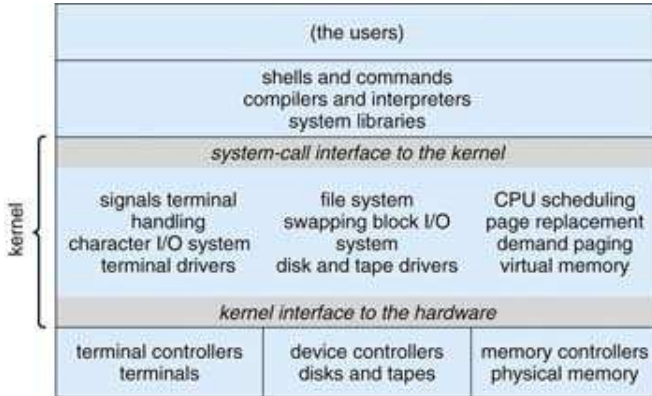 (the users)
shells and commands
compilers and interpreters
system libraries
system-call interface to the kernel
kernel
signals terminal
handling
character I/O system
terminal drivers
file system
swapping block I/O
system
disk and tape drivers
CPU scheduling
page replacement
demand paging
virtual memory
kernel interface to the hardware
terminal controllers
terminals
device controllers
disks and tapes
memory controllers
physical memory